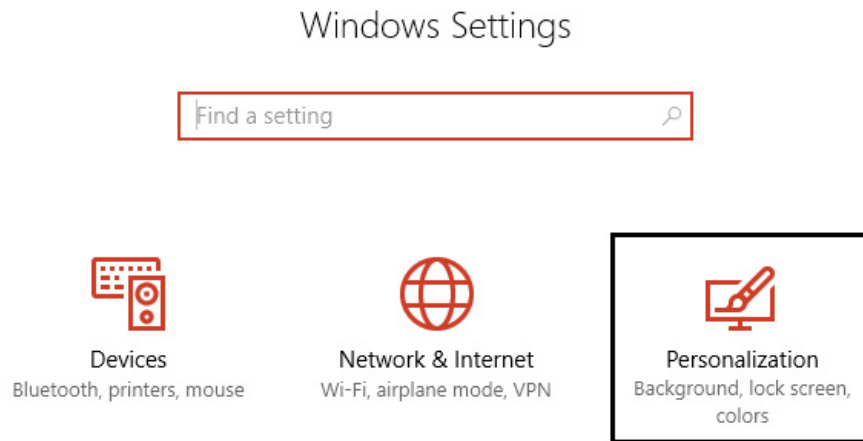 Windows Settings
Find a setting
Devices
Bluetooth, printers, mouse
Network & Internet
Wi-Fi, airplane mode, VPN
Personalization
Background, lock screen,
colors